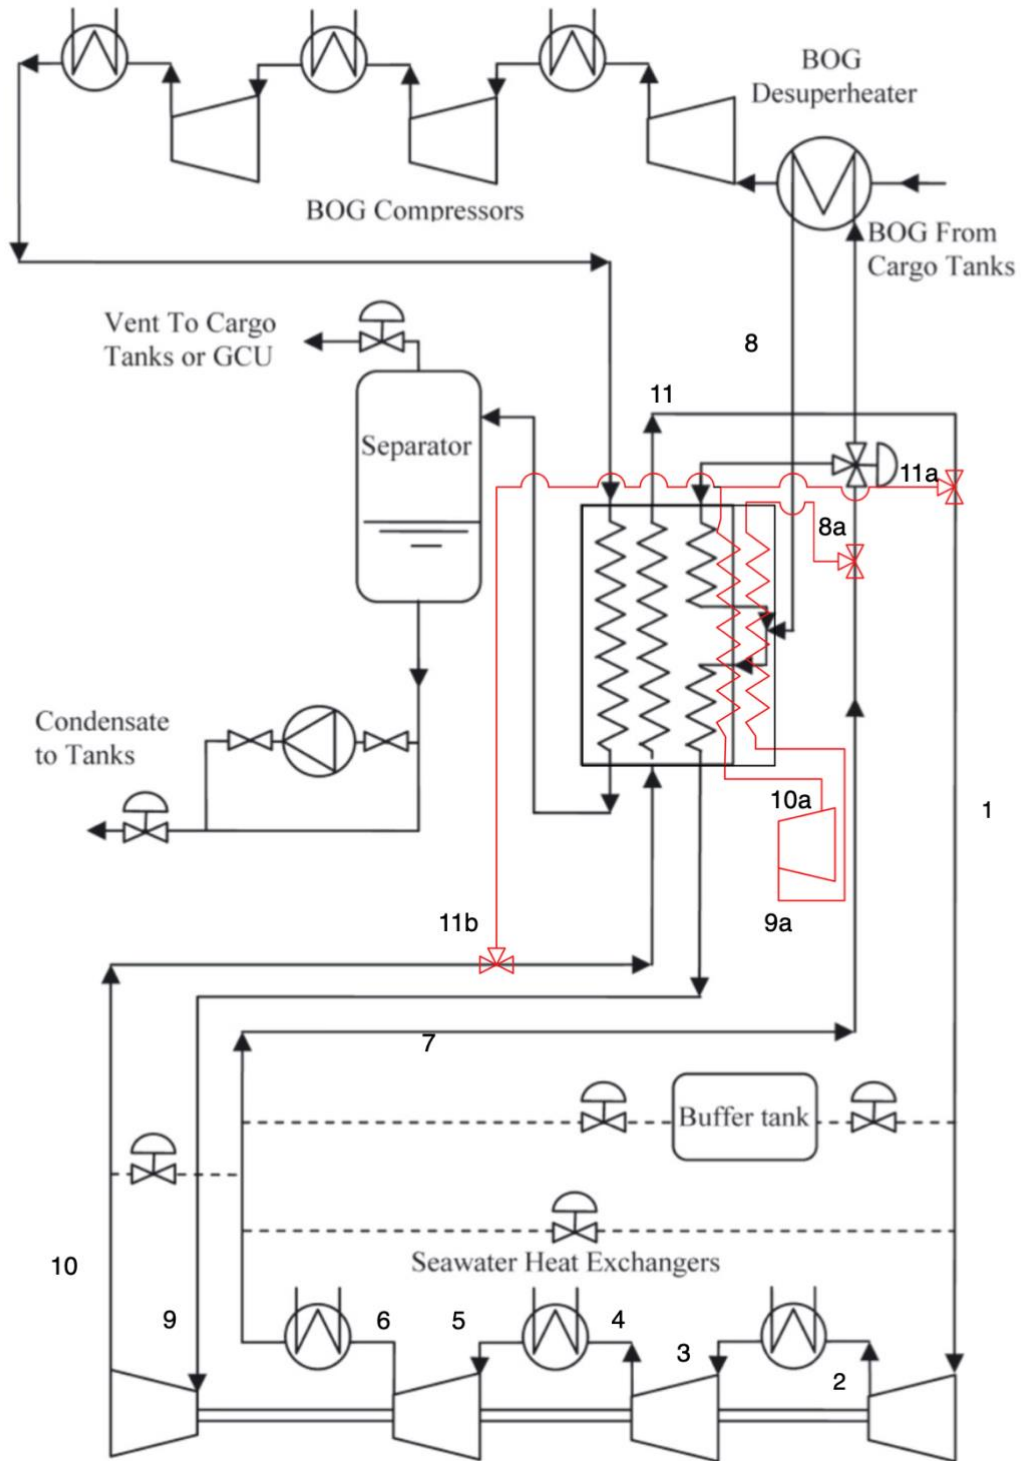 BOG
Desuperheater
BOG Compressors
BOG From
Cargo Tanks
Vent To Cargo
Tanks or GCU
8
11
Separator
11a
8a
Condensate
to Tanks
10a
1
9a
11b
7
Buffer tank
Seawater Heat Exchangers
10
9
6
5
4
3
2